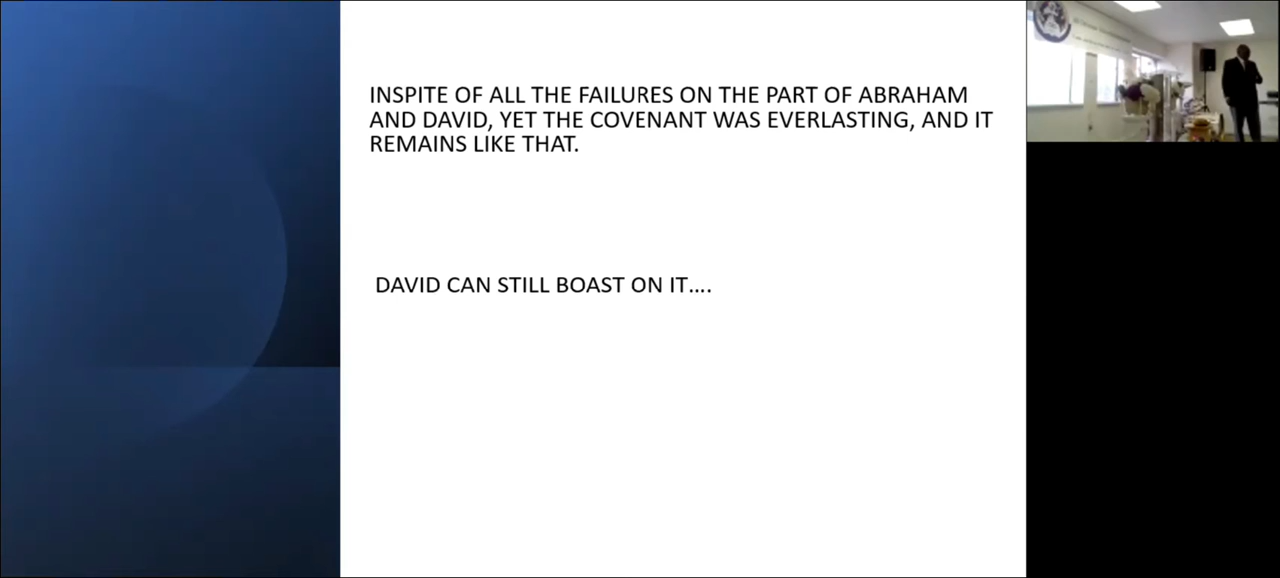 INSPITE OF ALL THE FAILURES ON THE PART OF ABRAHAM
AND DAVID, YET THE COVENANT WAS EVERLASTING, AND IT
REMAINS LIKE THAT.
DAVID CAN STILL BOAST ON IT....